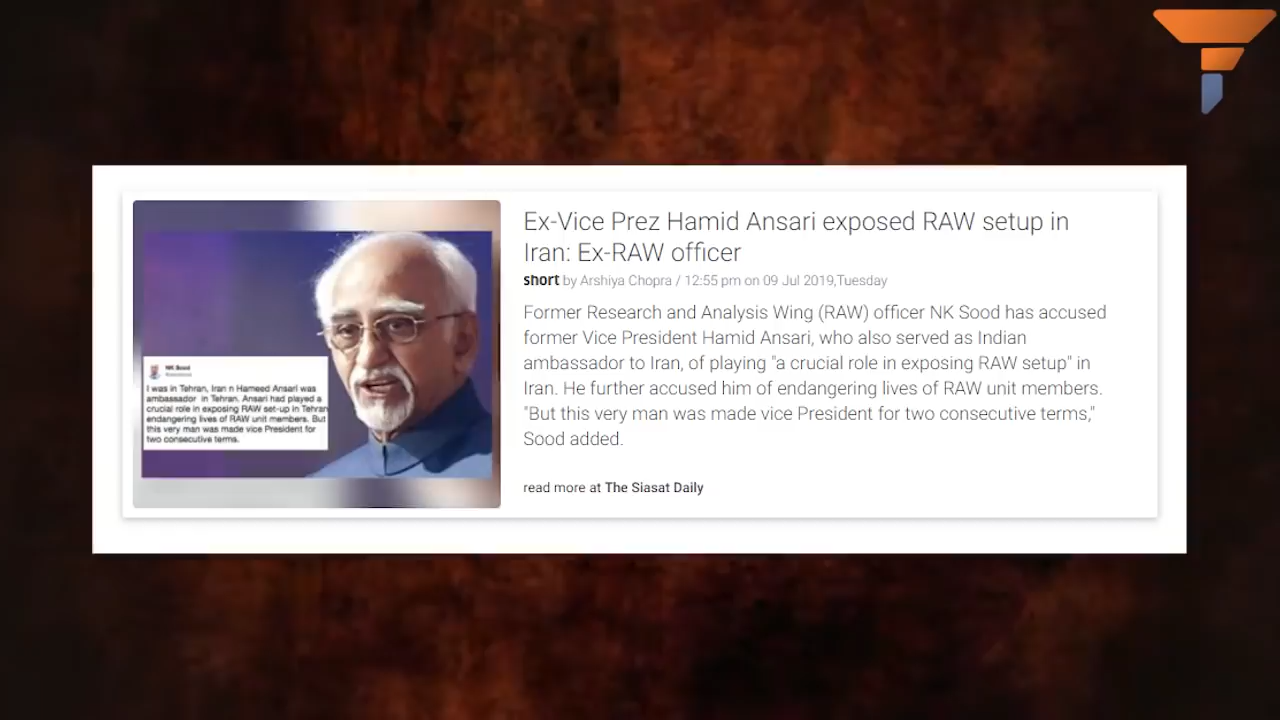 Ex-Vice Prez Hamid Ansari exposed RAW setup in
Iran: Ex-RAW officer
short by Arshiya Chopra / 12:55 pm on 09 Jul 2019,Tuesday
Former Research and Analysis Wing (RAW) officer NK Sood has accused
former Vice President Hamid Ansari, who also served as Indian
ambassador to Iran, of playing "a crucial role in exposing RAW setup" in
Iran. He further accused him of endangering lives of RAW unit members.
"But this very man was made vice President for two consecutive terms,"
Sood added.
read more at The Siasat Daily
NK Sood
I was in Tehran, Iran n Hameed Ansari was
ambassador in Tehran. Ansari had played a
crucial role in exposing RAW set-up in Tehran
endangering lives of RAW unit members. But
this very man was made vice President for
two consecutive terms.